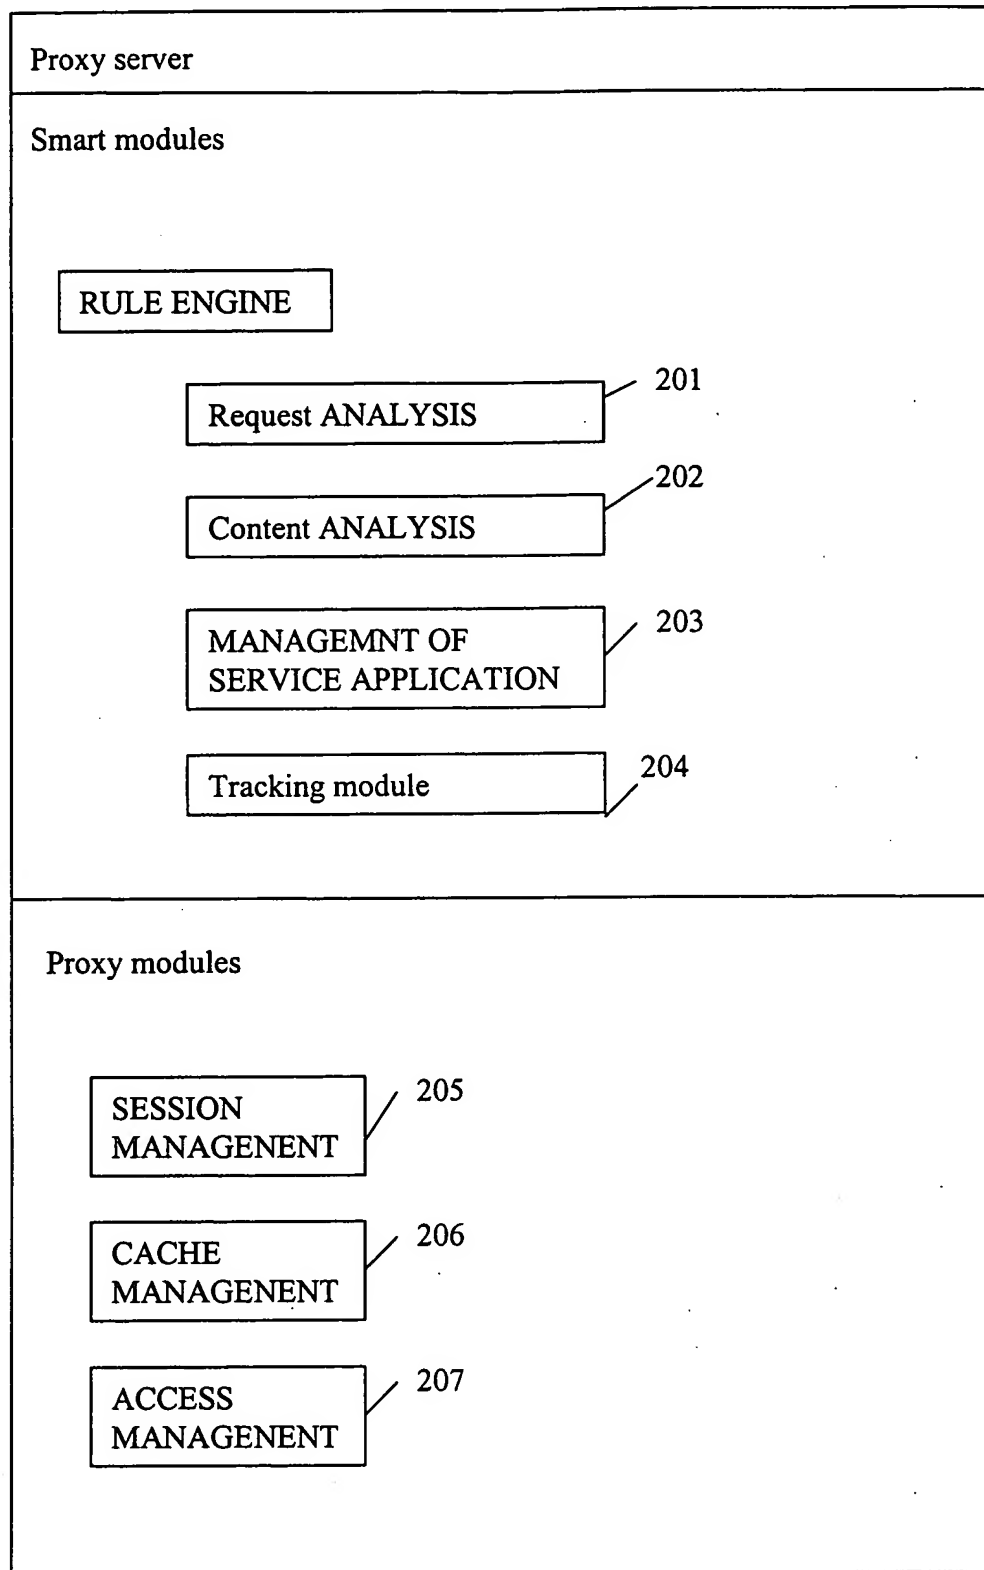 Proxy server
Smart modules
RULE ENGINE
201
Request ANALYSIS
202
Content ANALYSIS
203
MANAGEMNT OF
SERVICE APPLICATION
204
Tracking module
Proxy modules
205
SESSION
MANAGENENT
206
CACHE
MANAGENENT
207
ACCESS
MANAGENENT